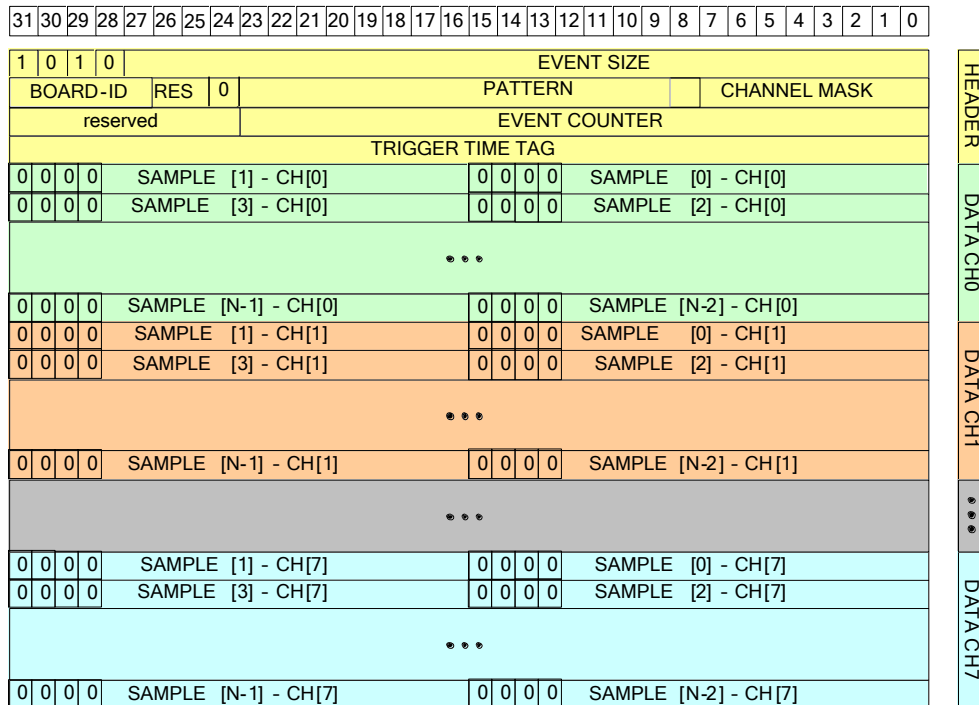 31 30 29 28 27 26 25 24 23 22 21 20 19 18 17 16 15 14 13 12 11 10 9 8 7 6 5 4 3 2 1 0
1 0 1 0 EVENT SIZE
BOARD-ID RES 0 PATTERN CHANNEL MASK
reserved EVENT COUNTER
TRIGGER TIME TAG
HEADER
0 0 0 0 SAMPLE [1] - CH[0] 0 0 0 0 SAMPLE [0] - CH[0]
0 0 0 0 SAMPLE [3] - CH[0] 0 0 0 0 SAMPLE [2] - CH[0]
...
0 0 0 0 SAMPLE [N-1] - CH[0] 0 0 0 0 SAMPLE [N-2] - CH[0]
DATA CH0
0 0 0 0 SAMPLE [1] - CH[1] 0 0 0 0 SAMPLE [0] - CH[1]
0 0 0 0 SAMPLE [3] - CH[1] 0 0 0 0 SAMPLE [2] - CH[1]
...
0 0 0 0 SAMPLE [N-1] - CH[1] 0 0 0 0 SAMPLE [N-2] - CH[1]
DATA CH1
...
...
0 0 0 0 SAMPLE [1] - CH[7] 0 0 0 0 SAMPLE [0] - CH[7]
0 0 0 0 SAMPLE [3] - CH[7] 0 0 0 0 SAMPLE [2] - CH[7]
...
0 0 0 0 SAMPLE [N-1] - CH[7] 0 0 0 0 SAMPLE [N-2] - CH[7]
DATA CH7